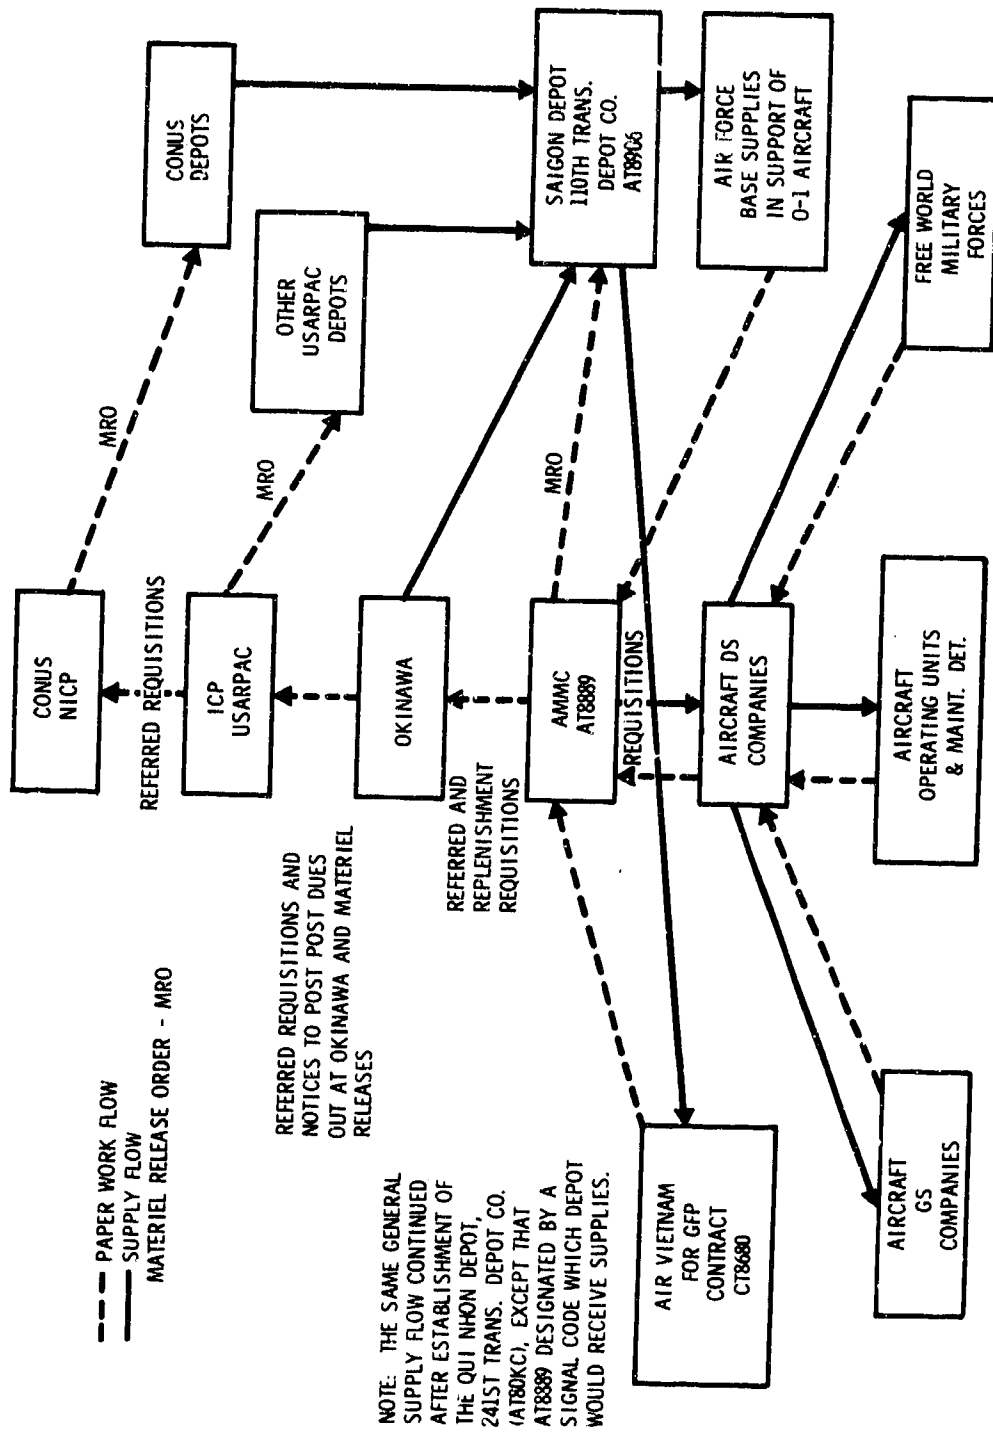 PAPER WORK FLOW
SUPPLY FLOW
MATERIEL RELEASE ORDER - MRO
NOTE: THE SAME GENERAL
SUPPLY FLOW CONTINUED
AFTER ESTABLISHMENT OF
THE QUI NHON DEPOT,
241ST TRANS. DEPOT CO.
(AT80KC), EXCEPT THAT
AT8889 DESIGNATED BY A
SIGNAL CODE WHICH DEPOT
WOULD RECEIVE SUPPLIES.
CONUS
NICP
REFERRED REQUISITIONS
MRO
CONUS
DEPOTS
ICP
USARPAC
MRO
OTHER
USARPAC
DEPOTS
REFERRED REQUISITIONS AND
NOTICES TO POST POST DUES
OUT AT OKINAWA AND MATERIEL
RELEASES
OKINAWA
REFERRED AND
REPLENISHMENT
REQUISITIONS
AMMC
AT8889
MRO
SAIGON DEPOT
110TH TRANS.
DEPOT CO.
AT89C6
REQUISITIONS
AIR VIETNAM
FOR GFP
CONTRACT
CT8680
AIRCRAFT DS
COMPANIES
AIR FORCE
BASE SUPPLIES
IN SUPPORT OF
O-1 AIRCRAFT
AIRCRAFT
GS
COMPANIES
AIRCRAFT
OPERATING UNITS
& MAINT. DET.
FREE WORLD
MILITARY
FORCES